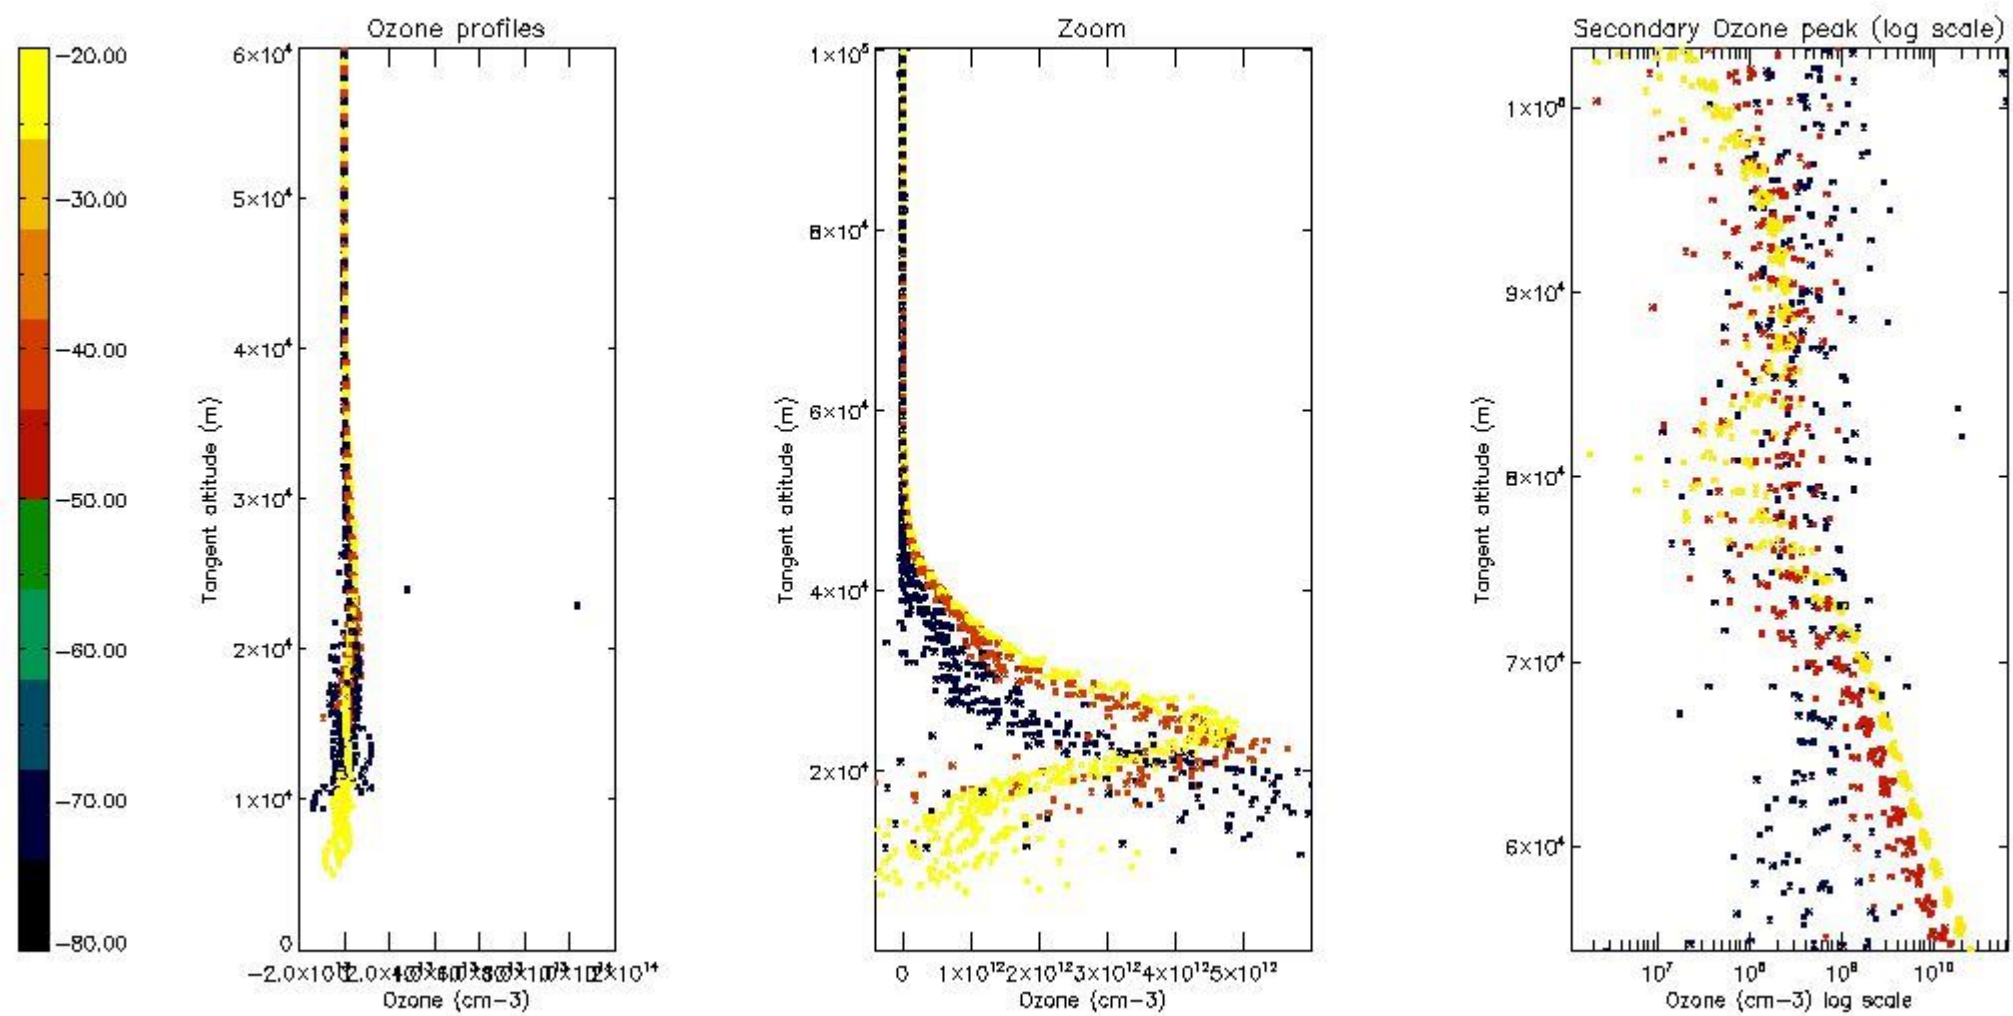 Ozone profiles
Zoom
Secondary Ozone peak (log scale)
−20.00
−30.00
−40.00
−50.00
−60.00
−70.00
−80.00
6×10⁴
5×10⁴
4×10⁴
3×10⁴
2×10⁴
1×10⁴
0
Tangent altitude (m)
Ozone (cm−3)
1×10⁵
8×10⁴
6×10⁴
4×10⁴
2×10⁴
Tangent altitude (m)
0 1×10¹² 2×10¹² 3×10¹² 4×10¹² 5×10¹²
Ozone (cm−3)
9×10⁴
8×10⁴
7×10⁴
6×10⁴
Tangent altitude (m)
10⁷ 10⁸ 10⁹ 10¹⁰
Ozone (cm−3) log scale